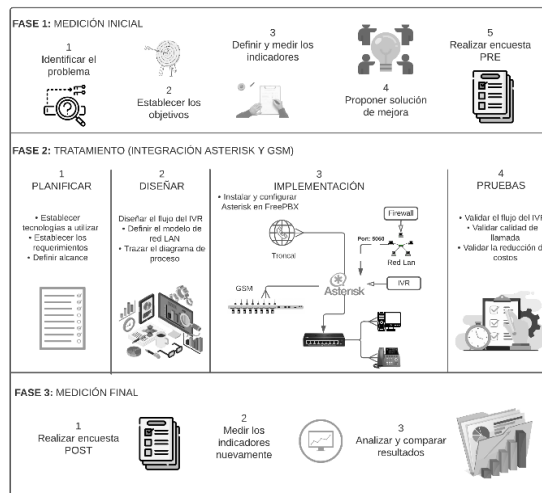 FASE 1: MEDICIÓN INICIAL
1
Identificar el
problema
2
Establecer los
objetivos
3
Definir y medir los
indicadores
4
Proponer solución
de mejora
5
Realizar encuesta
PRE
FASE 2: TRATAMIENTO (INTEGRACIÓN ASTERISK Y GSM)
1
PLANIFICAR
• Establecer
tecnologías a utilizar
• Establecer los
requerimientos
• Definir alcance
2
DISEÑAR
Diseñar el flujo del IVR
• Definir el modelo de
red LAN
• Trazar el diagrama de
proceso
3
IMPLEMENTACIÓN
• Instalar y configurar
Asterisk en FreePBX
Troncal
Firewall
Port: 5060
Red Lan
GSM
Asterisk
IVR
4
PRUEBAS
• Validar el flujo del IVR
• Validar calidad de
llamada
• Validar la reducción de
costos
FASE 3: MEDICIÓN FINAL
1
Realizar encuesta
POST
2
Medir los
indicadores
nuevamente
3
Analizar y comparar
resultados